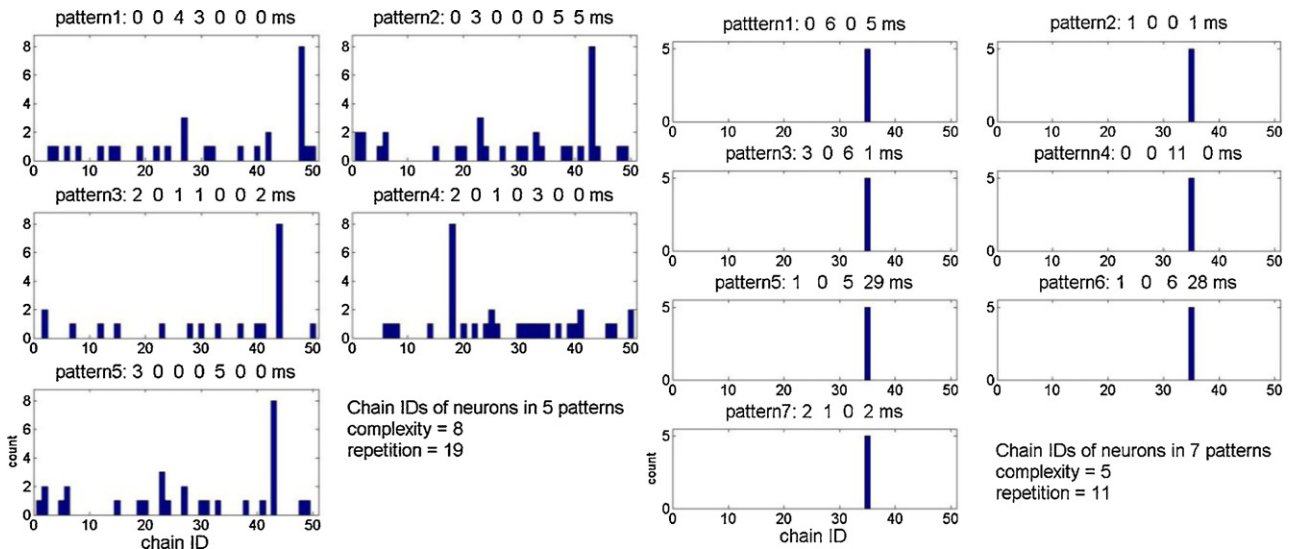 pattern1: 0 0 4 3 0 0 0 ms
8
6
4
2
0
0 10 20 30 40 50
pattern2: 0 3 0 0 0 5 5 ms
8
6
4
2
0
0 10 20 30 40 50
pattern3: 2 0 1 1 0 0 2 ms
8
6
4
2
0
0 10 20 30 40 50
pattern4: 2 0 1 0 3 0 0 ms
8
6
4
2
0
0 10 20 30 40 50
pattern5: 3 0 0 0 5 0 0 ms
8
6
4
2
0
count
0 10 20 30 40 50
chain ID
Chain IDs of neurons in 5 patterns
complexity = 8
repetition = 19
pattttern1: 0 6 0 5 ms
5
0
0 10 20 30 40 50
pattern2: 1 0 0 1 ms
5
0
0 10 20 30 40 50
pattern3: 3 0 6 1 ms
5
0
0 10 20 30 40 50
patternn4: 0 0 11 0 ms
5
0
0 10 20 30 40 50
pattern5: 1 0 5 29 ms
5
0
0 10 20 30 40 50
pattern6: 1 0 6 28 ms
5
0
0 10 20 30 40 50
pattern7: 2 1 0 2 ms
5
0
count
0 10 20 30 40 50
chain ID
Chain IDs of neurons in 7 patterns
complexity = 5
repetition = 11